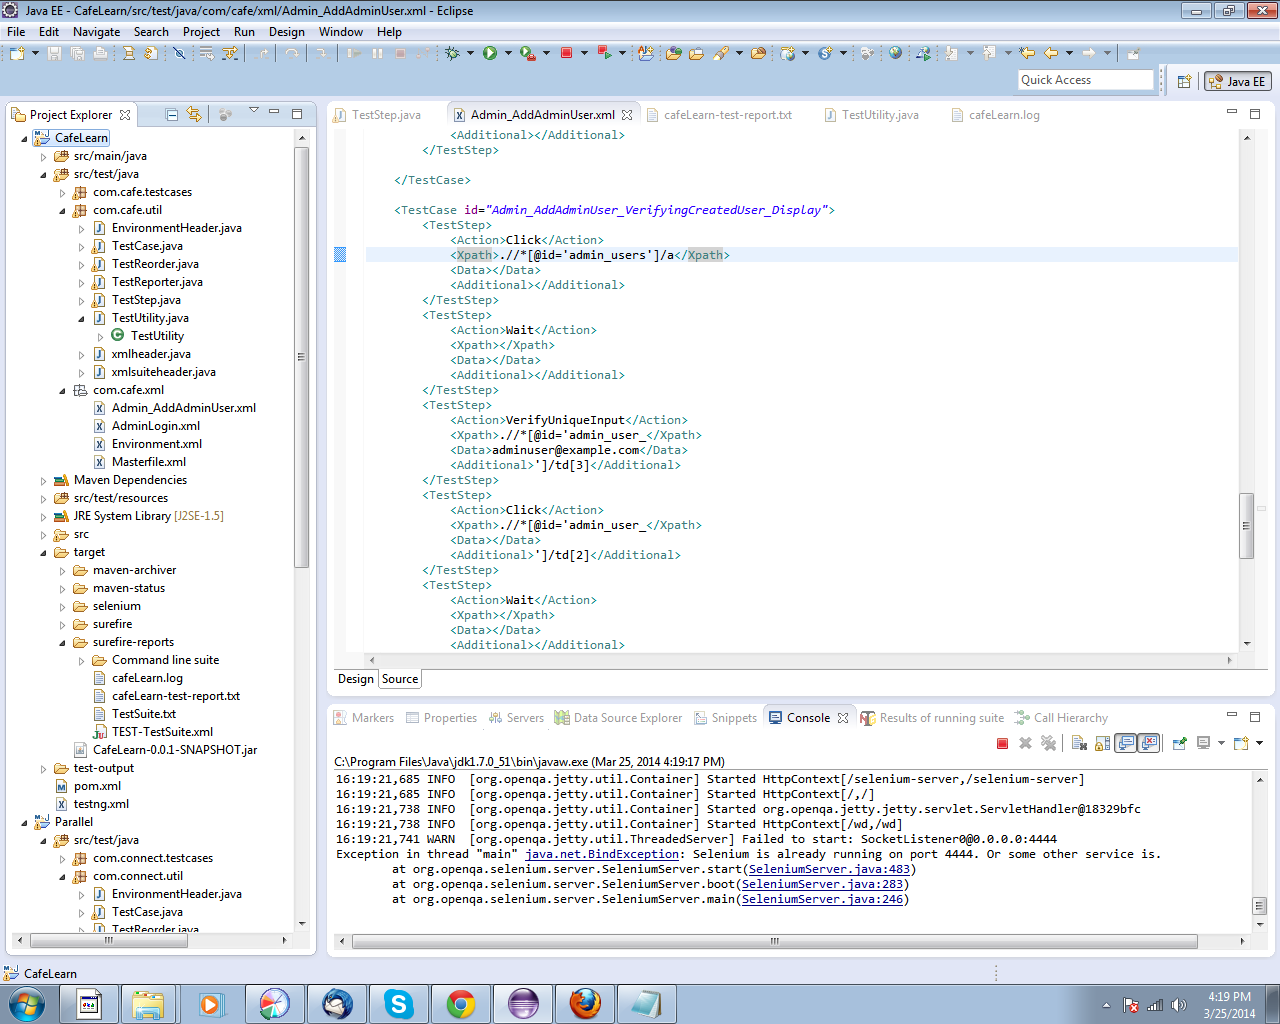 Java EE - CafeLearn/src/test/java/com/cafe/xml/Admin_AddAdminUser.xml - Eclipse
File Edit Navigate Search Project Run Design Window Help
Quick Access
Java EE
Project Explorer
CafeLearn
src/main/java
src/test/java
com.cafe.testcases
com.cafe.util
EnvironmentHeader.java
TestCase.java
TestReorder.java
TestReporter.java
TestStep.java
TestUtility.java
TestUtility
xmlheader.java
xmlsuiteheader.java
com.cafe.xml
Admin_AddAdminUser.xml
AdminLogin.xml
Environment.xml
Masterfile.xml
Maven Dependencies
src/test/resources
JRE System Library [J2SE-1.5]
src
target
maven-archiver
maven-status
selenium
surefire
surefire-reports
Command line suite
cafeLearn.log
cafeLearn-test-report.txt
TestSuite.txt
TEST-TestSuite.xml
CafeLearn-0.0.1-SNAPSHOT.jar
test-output
pom.xml
testng.xml
Parallel
src/test/java
com.connect.testcases
com.connect.util
EnvironmentHeader.java
TestCase.java
TestReorder.java
TestStep.java Admin_AddAdminUser.xml cafeLearn-test-report.txt TestUtility.java cafeLearn.log
<Additional></Additional>
</TestStep>
</TestCase>
<TestCase id="Admin_AddAdminUser_VerifyingCreatedUser_Display">
<TestStep>
<Action>Click</Action>
<Xpath>.//*[@id='admin_users']/a</Xpath>
<Data></Data>
<Additional></Additional>
</TestStep>
<TestStep>
<Action>Wait</Action>
<Xpath></Xpath>
<Data></Data>
<Additional></Additional>
</TestStep>
<TestStep>
<Action>VerifyUniqueInput</Action>
<Xpath>.//*[@id='admin_user_</Xpath>
<Data>adminuser@example.com</Data>
<Additional>']/td[3]</Additional>
</TestStep>
<TestStep>
<Action>Click</Action>
<Xpath>.//*[@id='admin_user_</Xpath>
<Data></Data>
<Additional>']/td[2]</Additional>
</TestStep>
<TestStep>
<Action>Wait</Action>
<Xpath></Xpath>
<Data></Data>
<Additional></Additional>
Design Source
Markers Properties Servers Data Source Explorer Snippets Console Results of running suite Call Hierarchy
C:\Program Files\Java\jdk1.7.0_51\bin\javaw.exe (Mar 25, 2014 4:19:17 PM)
16:19:21,685 INFO [org.openqa.jetty.util.Container] Started HttpContext[/selenium-server,/selenium-server]
16:19:21,685 INFO [org.openqa.jetty.util.Container] Started HttpContext[/,/]
16:19:21,738 INFO [org.openqa.jetty.util.Container] Started org.openqa.jetty.jetty.servlet.ServletHandler@18329bfc
16:19:21,738 INFO [org.openqa.jetty.util.Container] Started HttpContext[/wd,/wd]
16:19:21,741 WARN [org.openqa.jetty.util.ThreadedServer] Failed to start: SocketListener0@0.0.0.0:4444
Exception in thread "main" java.net.BindException: Selenium is already running on port 4444. Or some other service is.
at org.openqa.selenium.server.SeleniumServer.start(SeleniumServer.java:483)
at org.openqa.selenium.server.SeleniumServer.boot(SeleniumServer.java:283)
at org.openqa.selenium.server.SeleniumServer.main(SeleniumServer.java:246)
CafeLearn
4:19 PM
3/25/2014